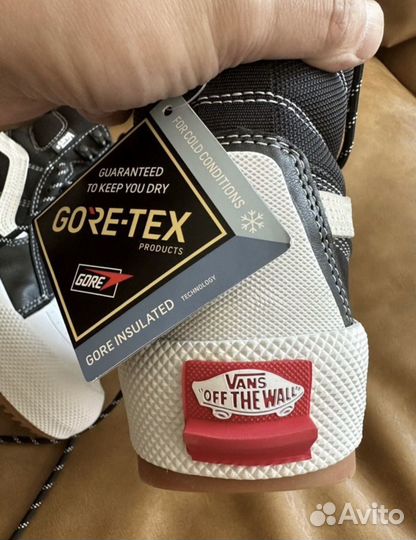 FOR COLD CONDITIONS
GUARANTEED
TO KEEP YOU DRY
GORE-TEX
PRODUCTS
GORE
GORE INSULATED
TECHNOLOGY
VANS
"OFF THE WALL"
Avito